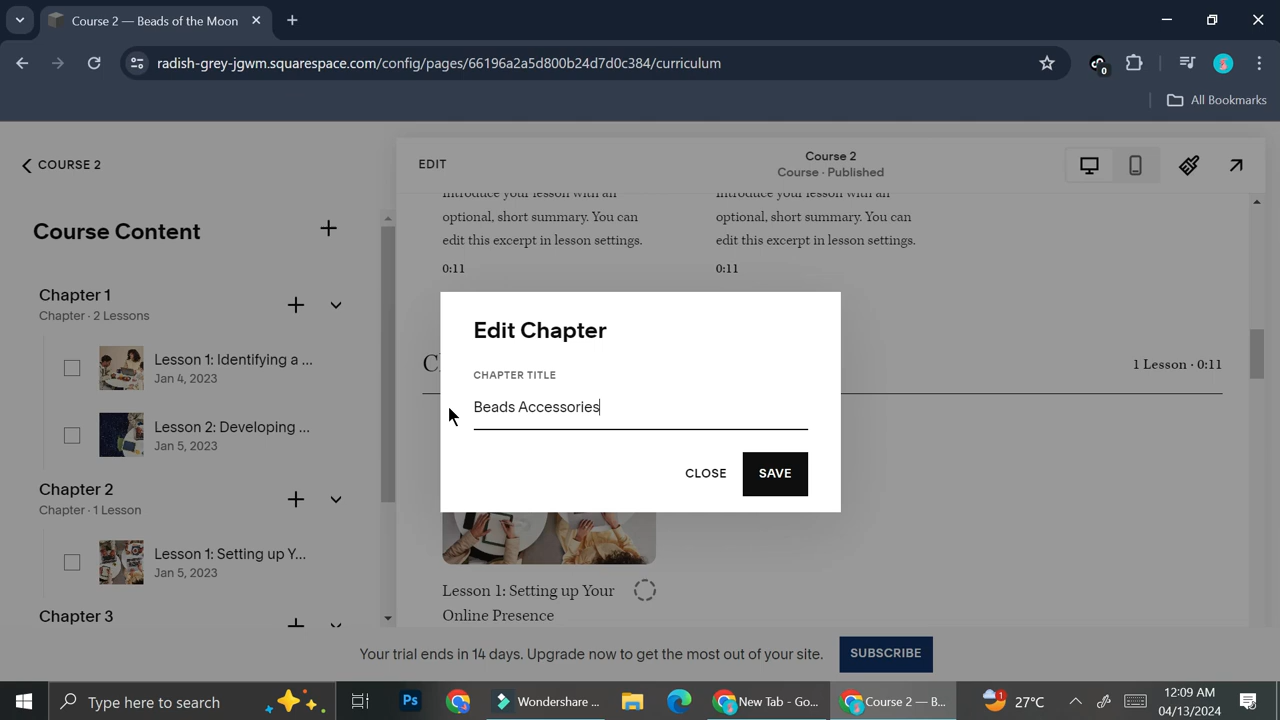 Course 2 — Beads of the Moon
radish-grey-jgwm.squarespace.com/config/pages/66196a2a5d800b24d7d0c384/curriculum
0
All Bookmarks
COURSE 2
EDIT
Course 2
Course · Published
Course Content
Chapter 1
Chapter · 2 Lessons
Lesson 1: Identifying a ...
Jan 4, 2023
Lesson 2: Developing ...
Jan 5, 2023
Chapter 2
Chapter · 1 Lesson
Lesson 1: Setting up Y...
Jan 5, 2023
Chapter 3
introduce your lesson with an
optional, short summary. You can
edit this excerpt in lesson settings.
0:11
introduce your lesson with an
optional, short summary. You can
edit this excerpt in lesson settings.
0:11
1 Lesson · 0:11
Edit Chapter
CHAPTER TITLE
Beads Accessories
CLOSE
SAVE
Lesson 1: Setting up Your
Online Presence
Your trial ends in 14 days. Upgrade now to get the most out of your site.
SUBSCRIBE
Type here to search
Ps
Wondershare ...
New Tab - Go...
Course 2 — B...
1
27°C
12:09 AM
04/13/2024